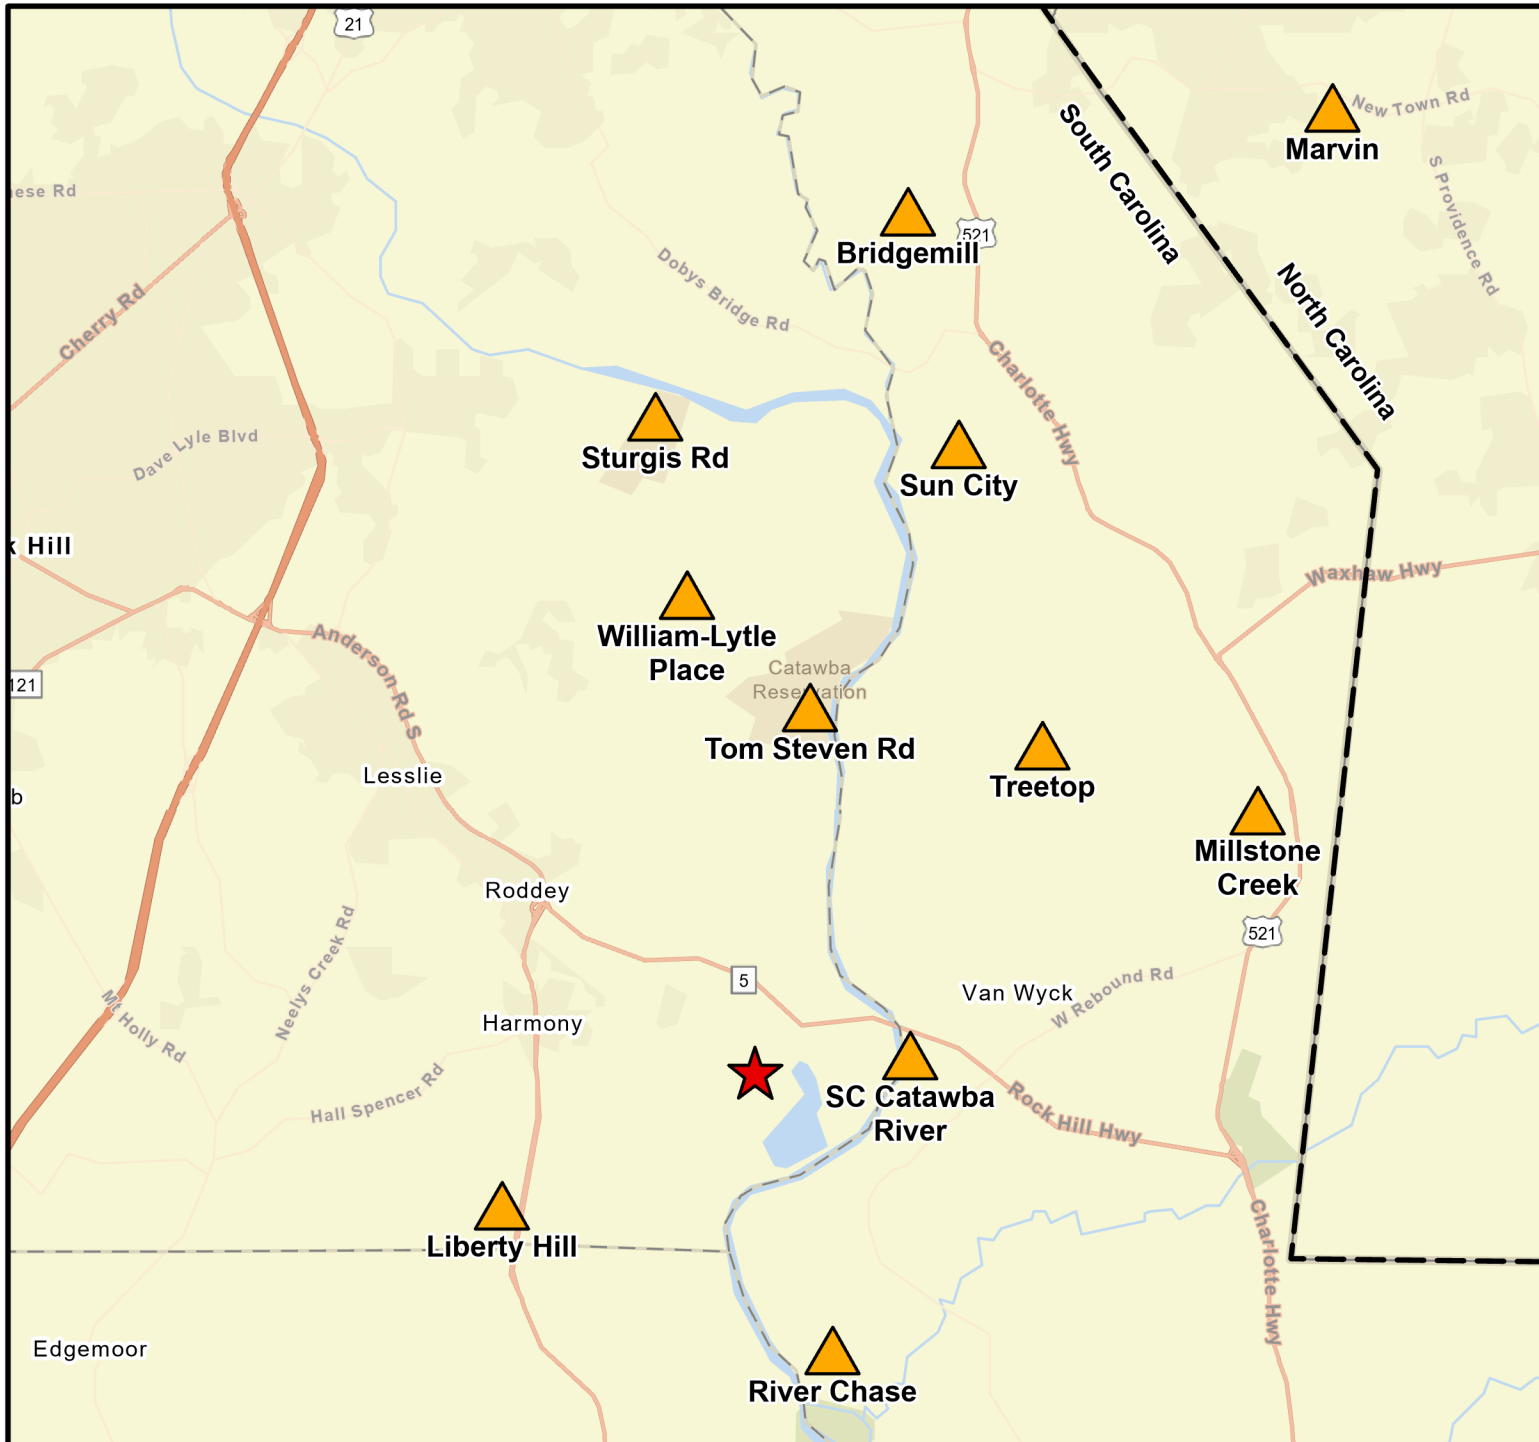 21
New Town Rd
Marvin
South Carolina
S Providence Rd
nese Rd
Bridgemill
521
Dobys Bridge Rd
North Carolina
Cherry Rd
Charlotte Hwy
Dave Lyle Blvd
Sturgis Rd
Sun City
k Hill
Waxhaw Hwy
Anderson Rd S
William-Lytle
Place
Catawba
Reservation
121
Tom Steven Rd
Lesslie
Treetop
b
Millstone
Creek
Roddey
521
Neelys Creek Rd
5
Van Wyck
W Rebound Rd
Mt Holly Rd
Harmony
Hall Spencer Rd
SC Catawba
River
Rock Hill Hwy
Liberty Hill
Charlotte Hwy
Edgemoor
River Chase